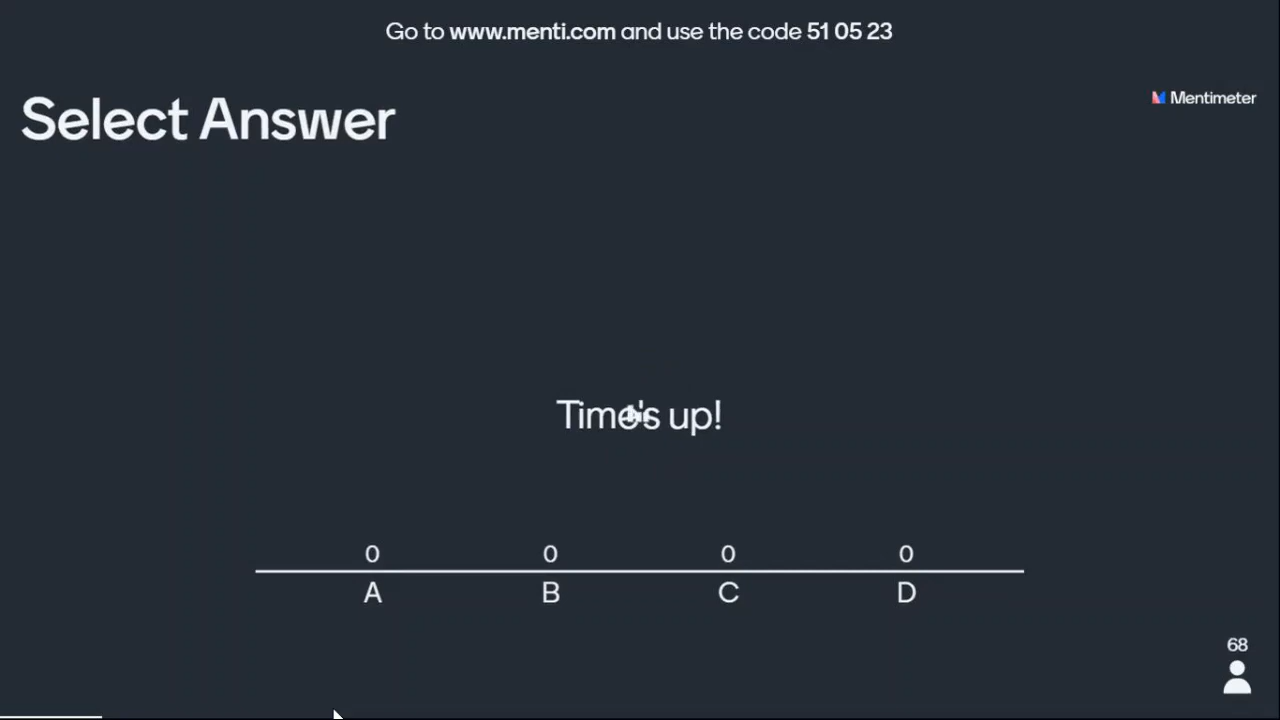 Go to www.menti.com and use the code 51 05 23
Mentimeter
Select Answer
Time's up!
0 0 0 0
A B C D
68